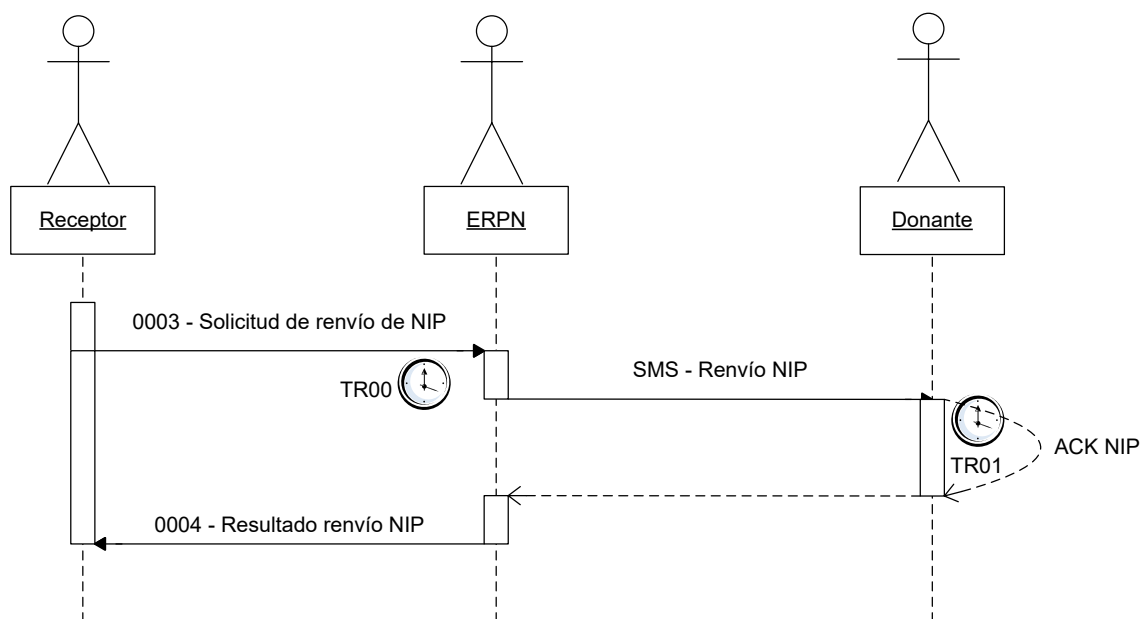 Receptor
ERPN
Donante
0003 - Solicitud de renvío de NIP
TR00
SMS - Renvío NIP
TR01
ACK NIP
0004 - Resultado renvío NIP